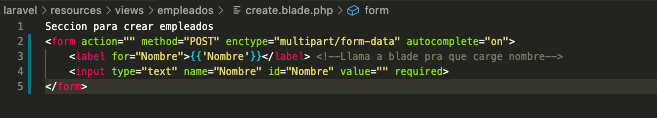 laravel > resources > views > empleados > create.blade.php > form
1 Seccion para crear empleados
2 <form action="" method="POST" enctype="multipart/form-data" autocomplete="on">
3 <label for="Nombre">{{'Nombre'}}</label> <!--Llama a blade pra que carge nombre-->
4 <input type="text" name="Nombre" id="Nombre" value="" required>
5 </form>